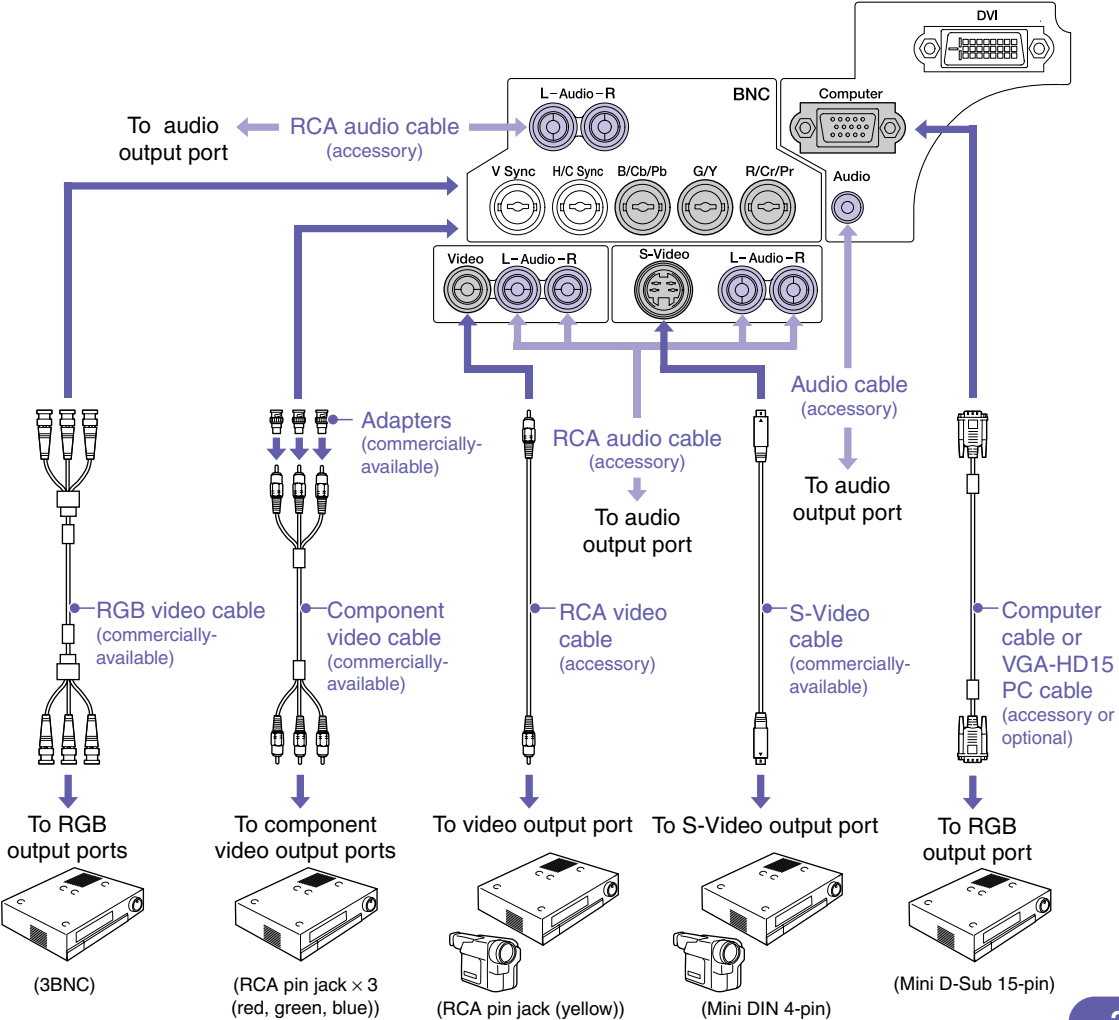 DVI
L–Audio–R
BNC
Computer
To audio
output port
RCA audio cable
(accessory)
V Sync
H/C Sync
B/Cb/Pb
G/Y
R/Cr/Pr
Audio
Video
L–Audio–R
S-Video
L–Audio–R
Adapters
(commercially-
available)
RCA audio cable
(accessory)
To audio
output port
Audio cable
(accessory)
To audio
output port
RGB video cable
(commercially-
available)
Component
video cable
(commercially-
available)
RCA video
cable
(accessory)
S-Video
cable
(commercially-
available)
Computer
cable or
VGA-HD15
PC cable
(accessory or
optional)
To RGB
output ports
To component
video output ports
To video output port
To S-Video output port
To RGB
output port
(3BNC)
(RCA pin jack × 3
(red, green, blue))
(RCA pin jack (yellow))
(Mini DIN 4-pin)
(Mini D-Sub 15-pin)